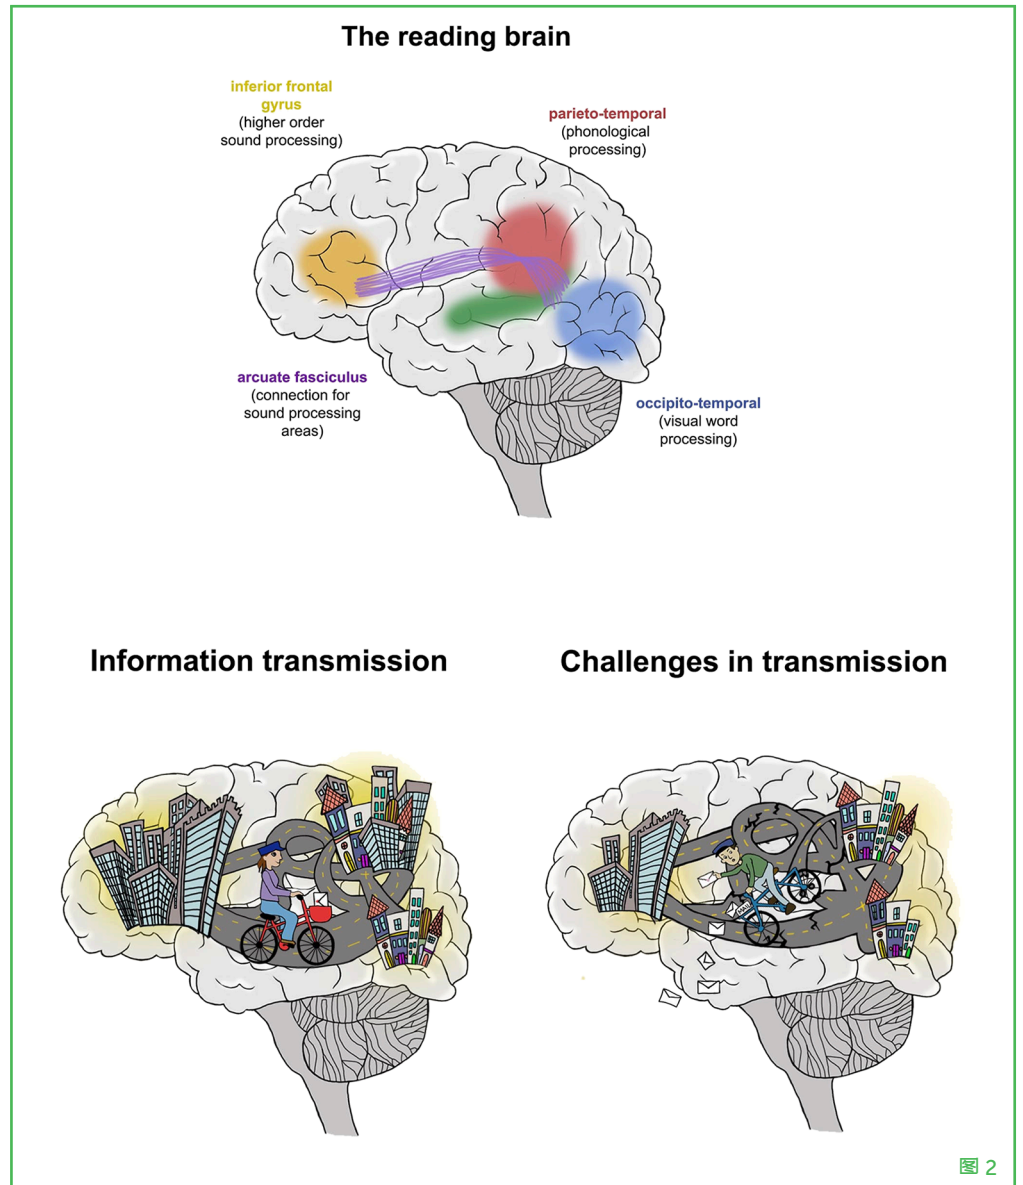 The reading brain
inferior frontal
gyrus
(higher order
sound processing)
parieto-temporal
(phonological
processing)
arcuate fasciculus
(connection for
sound processing
areas)
occipito-temporal
(visual word
processing)
Information transmission
Challenges in transmission
图 2